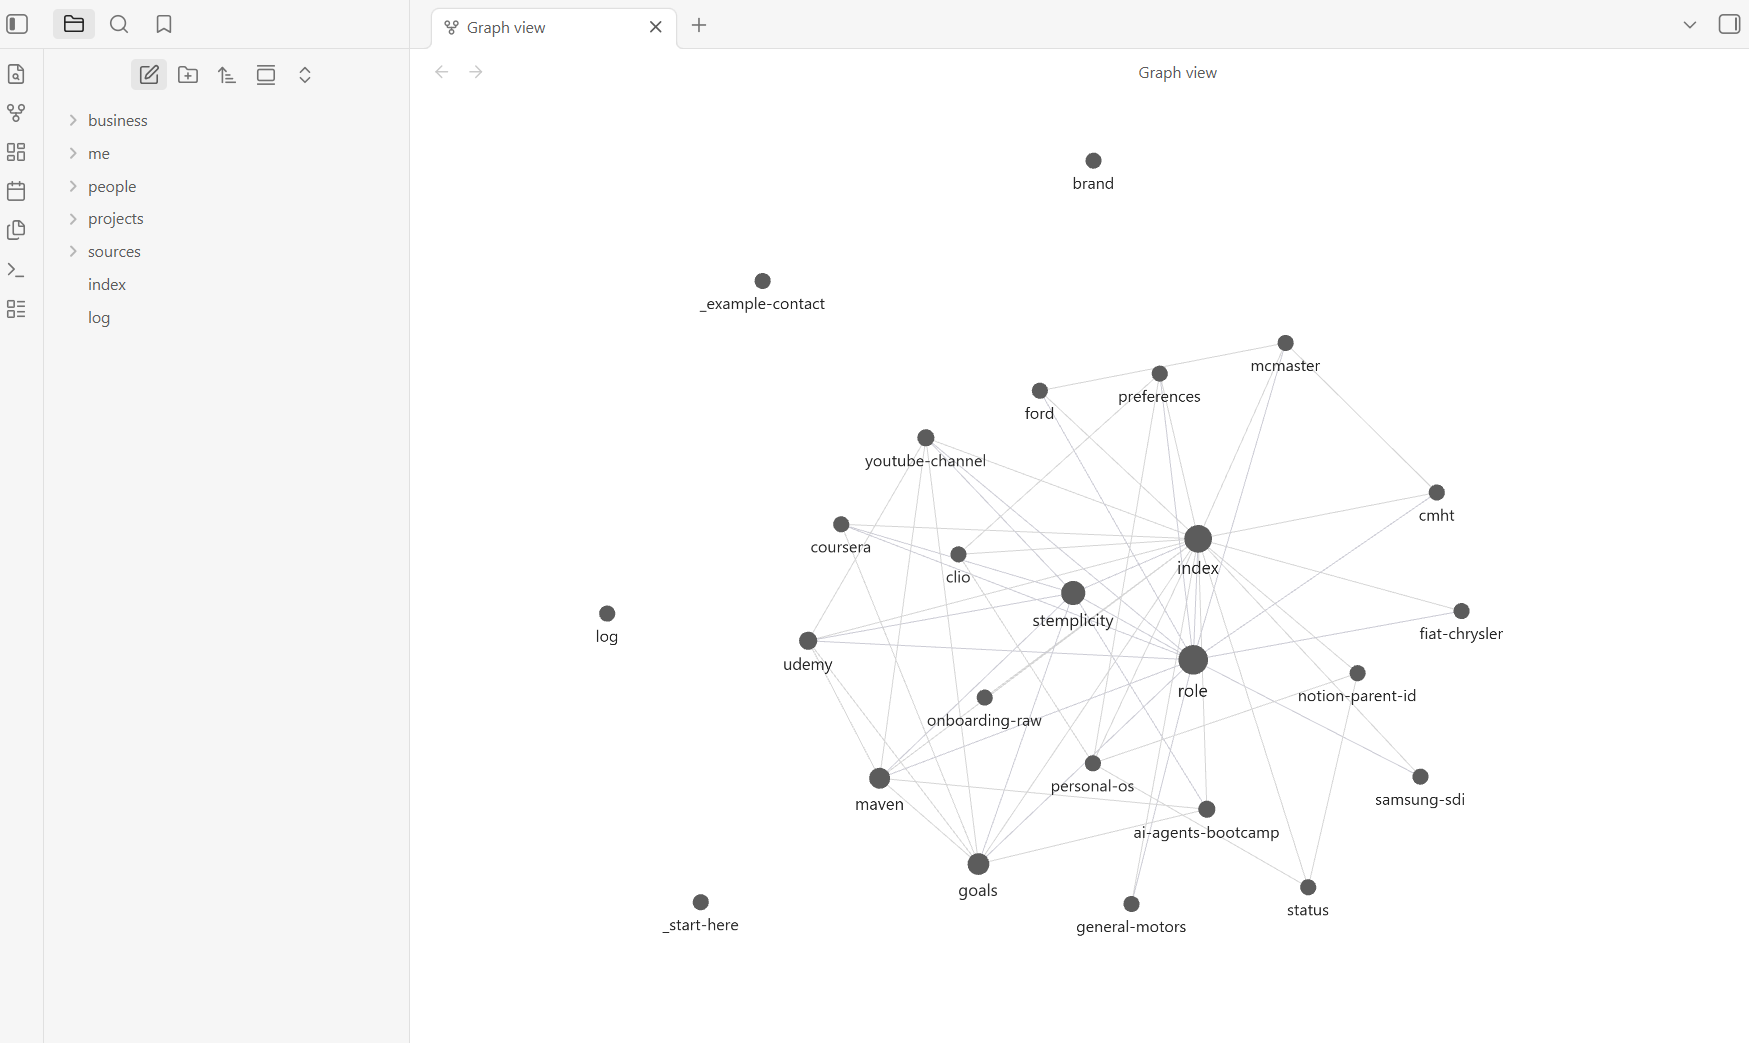 Graph view
Graph view
business
me
people
projects
sources
index
log
brand
_example-contact
mcmaster
preferences
ford
youtube-channel
cmht
coursera
index
clio
stemplicity
fiat-chrysler
log
udemy
role
notion-parent-id
onboarding-raw
personal-os
samsung-sdi
maven
ai-agents-bootcamp
goals
status
_start-here
general-motors